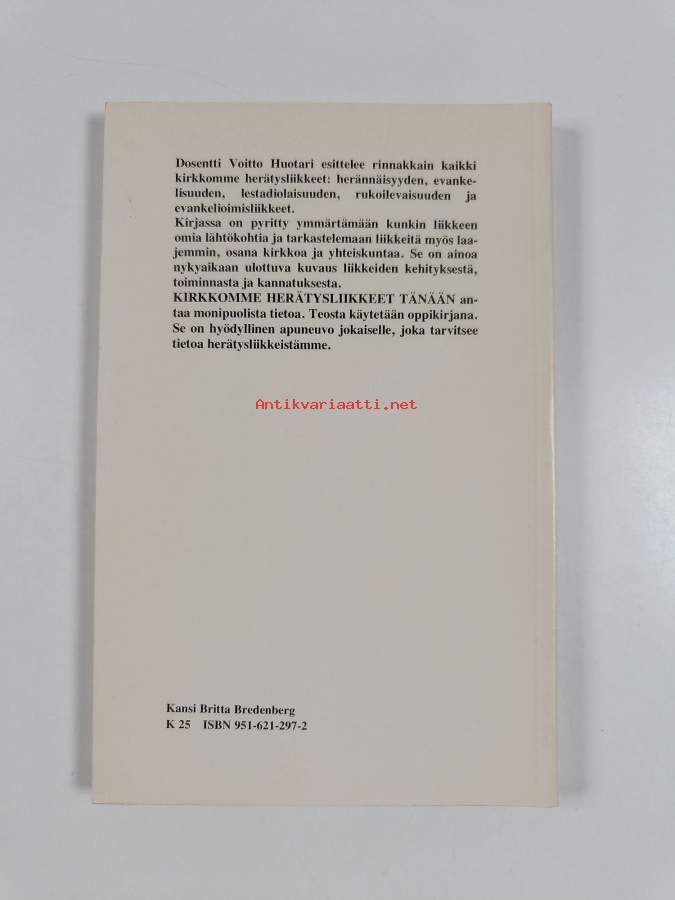 Dosentti Voitto Huotari esittelee rinnakkain kaikki
kirkkomme herätysliikkeet: herännäisyyden, evanke-
lisuuden, lestadiolaisuuden, rukoilevaisuuden ja
evankelioimisliikkeet.
Kirjassa on pyritty ymmärtämään kunkin liikkeen
omia lähtökohtia ja tarkastelemaan liikkeitä myös laa-
jemmin, osana kirkkoa ja yhteiskuntaa. Se on ainoa
nykyaikaan ulottuva kuvaus liikkeiden kehityksestä,
toiminnasta ja kannatuksesta.
KIRKKOMME HERÄTYSLIIKKEET TÄNÄÄN an-
taa monipuolista tietoa. Teosta käytetään oppikirjana.
Se on hyödyllinen apuneuvo jokaiselle, joka tarvitsee
tietoa herätysliikkeistämme.
Antikvariaatti.net
Kansi Britta Bredenberg
K 25 ISBN 951-621-297-2